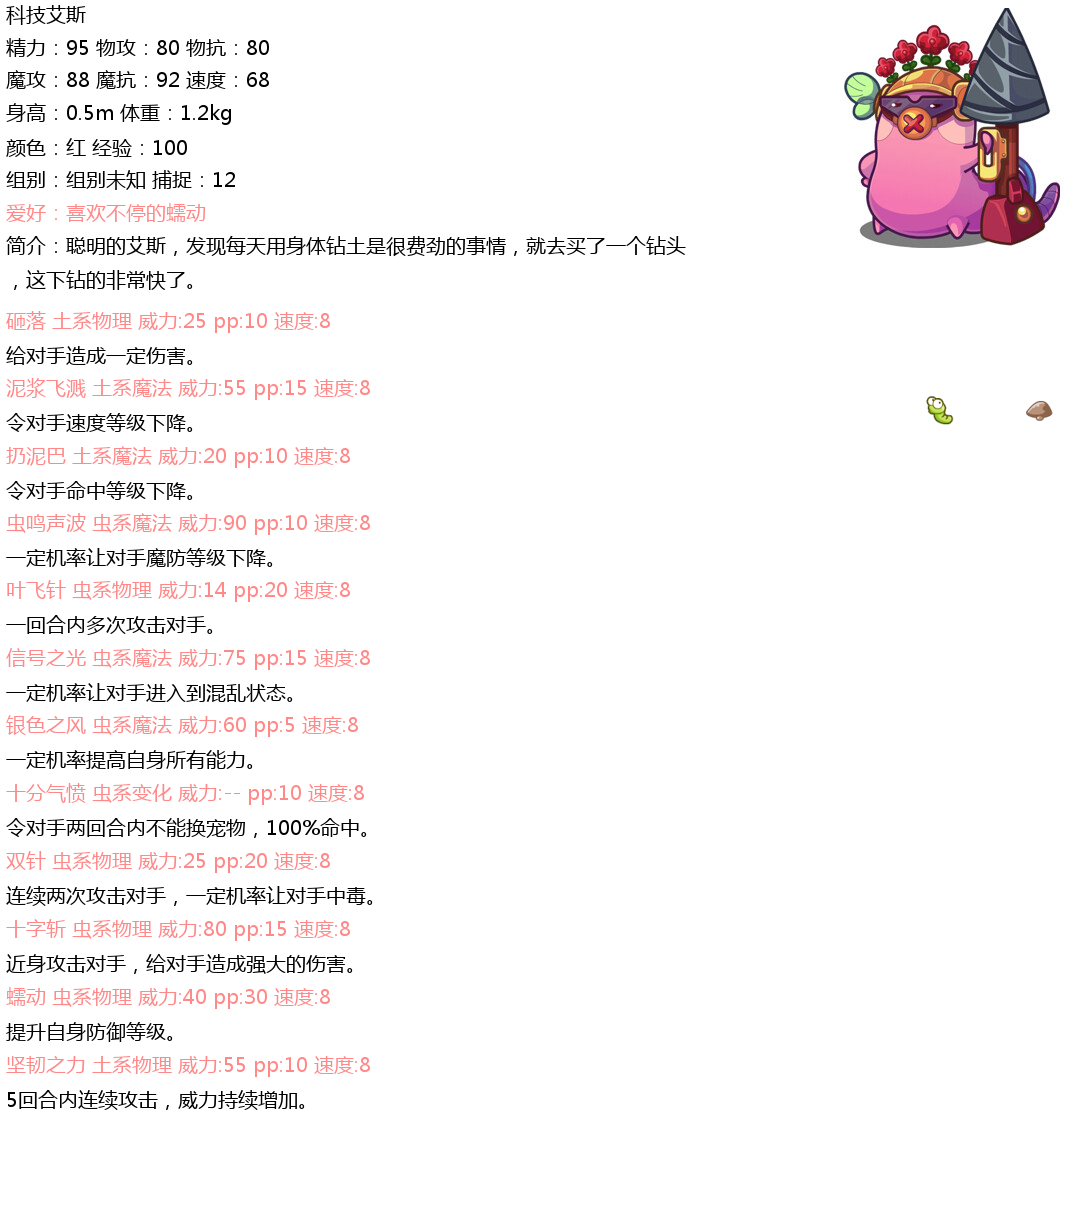 科技艾斯
精力：95 物攻：80 物抗：80
魔攻：88 魔抗：92 速度：68
身高：0.5m 体重：1.2kg
颜色：红 经验：100
组别：组别未知 捕捉：12
爱好：喜欢不停的蠕动
简介：聪明的艾斯，发现每天用身体钻土是很费劲的事情，就去买了一个钻头
，这下钻的非常快了。
砸落 土系物理 威力:25 pp:10 速度:8
给对手造成一定伤害。
泥浆飞溅 土系魔法 威力:55 pp:15 速度:8
令对手速度等级下降。
扔泥巴 土系魔法 威力:20 pp:10 速度:8
令对手命中等级下降。
虫鸣声波 虫系魔法 威力:90 pp:10 速度:8
一定机率让对手魔防等级下降。
叶飞针 虫系物理 威力:14 pp:20 速度:8
一回合内多次攻击对手。
信号之光 虫系魔法 威力:75 pp:15 速度:8
一定机率让对手进入到混乱状态。
银色之风 虫系魔法 威力:60 pp:5 速度:8
一定机率提高自身所有能力。
十分气愤 虫系变化 威力:-- pp:10 速度:8
令对手两回合内不能换宠物，100%命中。
双针 虫系物理 威力:25 pp:20 速度:8
连续两次攻击对手，一定机率让对手中毒。
十字斩 虫系物理 威力:80 pp:15 速度:8
近身攻击对手，给对手造成强大的伤害。
蠕动 虫系物理 威力:40 pp:30 速度:8
提升自身防御等级。
坚韧之力 土系物理 威力:55 pp:10 速度:8
5回合内连续攻击，威力持续增加。